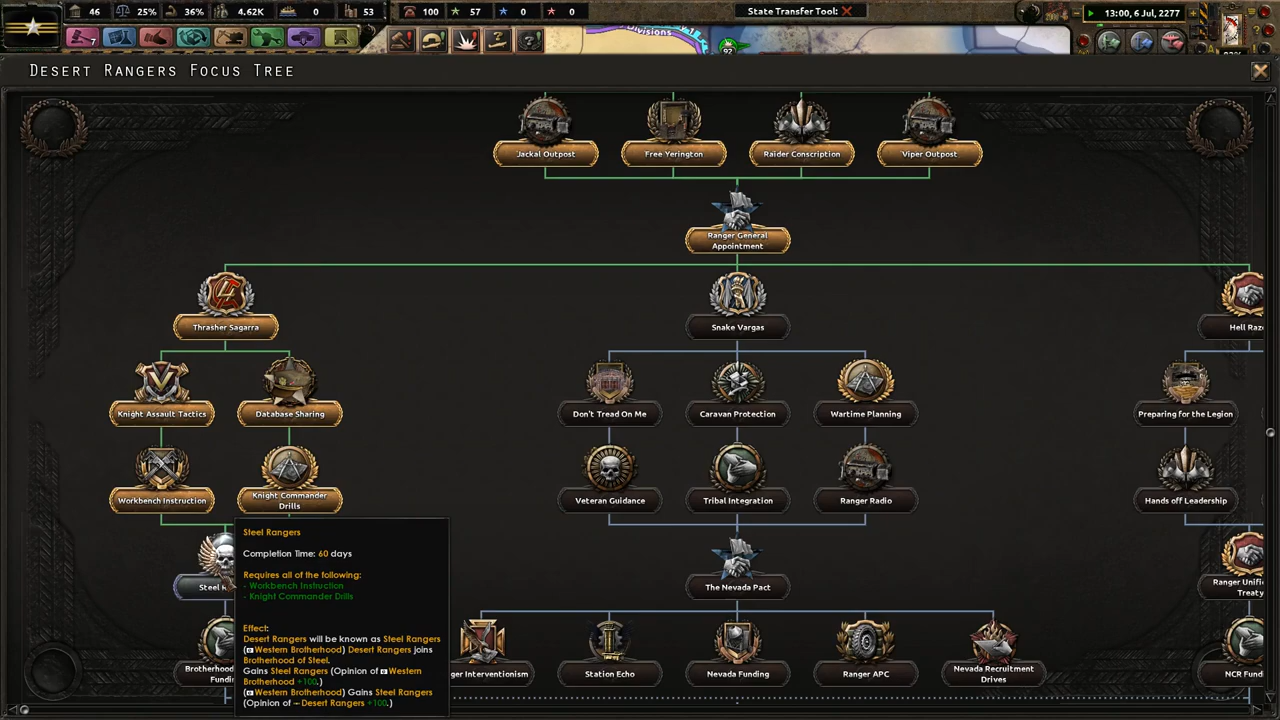 46 25% 36% 4,62K 0 53 100 57 0 0
State Transfer Tool:
13:00, 6 Jul, 2277
7
Divisions
92
Desert Rangers Focus Tree
Jackal Outpost
Free Yerington
Raider Conscription
Viper Outpost
Ranger General
Appointment
Thrasher Sagarra
Snake Vargas
Knight Assault Tactics
Database Sharing
Don't Tread On Me
Caravan Protection
Wartime Planning
Preparing for the Legion
Workbench Instruction
Knight Commander
Drills
Veteran Guidance
Tribal Integration
Ranger Radio
Hands off Leadership
Steel Rangers
Completion Time: 60 days
Requires all of the following:
- Workbench Instruction
- Knight Commander Drills
Effect:
Desert Rangers will be known as Steel Rangers
(Western Brotherhood) Desert Rangers joins
Brotherhood of Steel.
Gains Steel Rangers (Opinion of Western
Brotherhood +100.)
(Western Brotherhood) Gains Steel Rangers
(Opinion of Desert Rangers +100.)
The Nevada Pact
Station Echo
Nevada Funding
Ranger APC
Nevada Recruitment
Drives